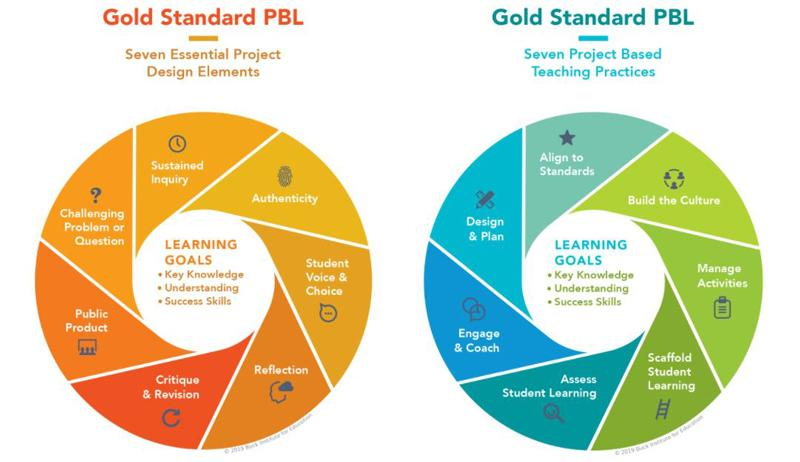 Gold Standard PBL
Seven Essential Project
Design Elements
Sustained
Inquiry
Authenticity
Student
Voice &
Choice
Reflection
Critique
& Revision
Public
Product
?
Challenging
Problem or
Question
LEARNING
GOALS
• Key Knowledge
• Understanding
• Success Skills
© 2019 Buck Institute for Education
Gold Standard PBL
Seven Project Based
Teaching Practices
Align to
Standards
Build the Culture
Manage
Activities
Scaffold
Student
Learning
Assess
Student Learning
Engage
& Coach
Design
& Plan
LEARNING
GOALS
• Key Knowledge
• Understanding
• Success Skills
© 2019 Buck Institute for Education